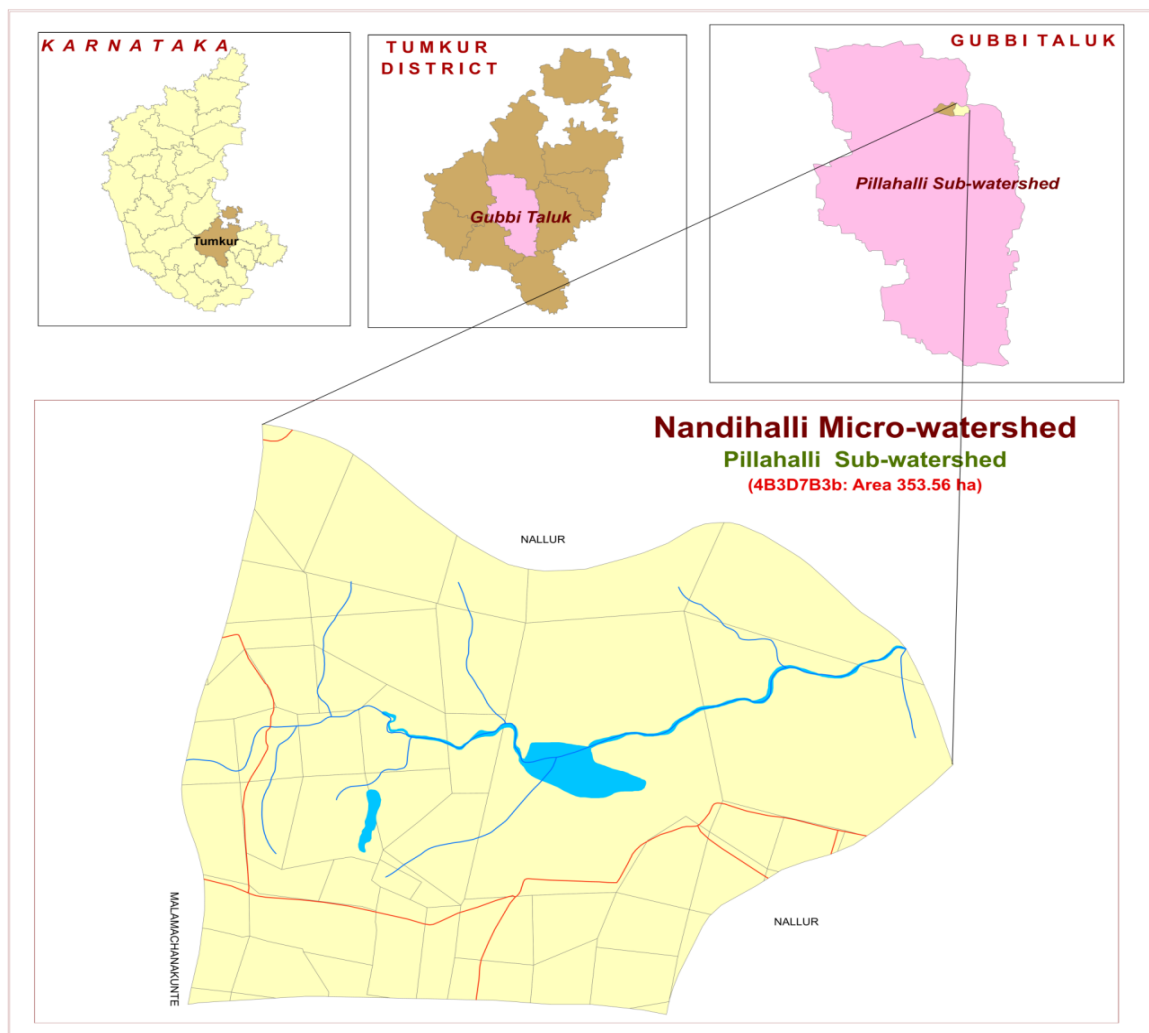 KARNATAKA
Tumkur
TUMKUR
DISTRICT
Gubbi Taluk
GUBBI TALUK
Pillahalli Sub-watershed
Nandihalli Micro-watershed
Pillahalli Sub-watershed
(4B3D7B3b: Area 353.56 ha)
NALLUR
NALLUR
MALAMACHANAKUNTE